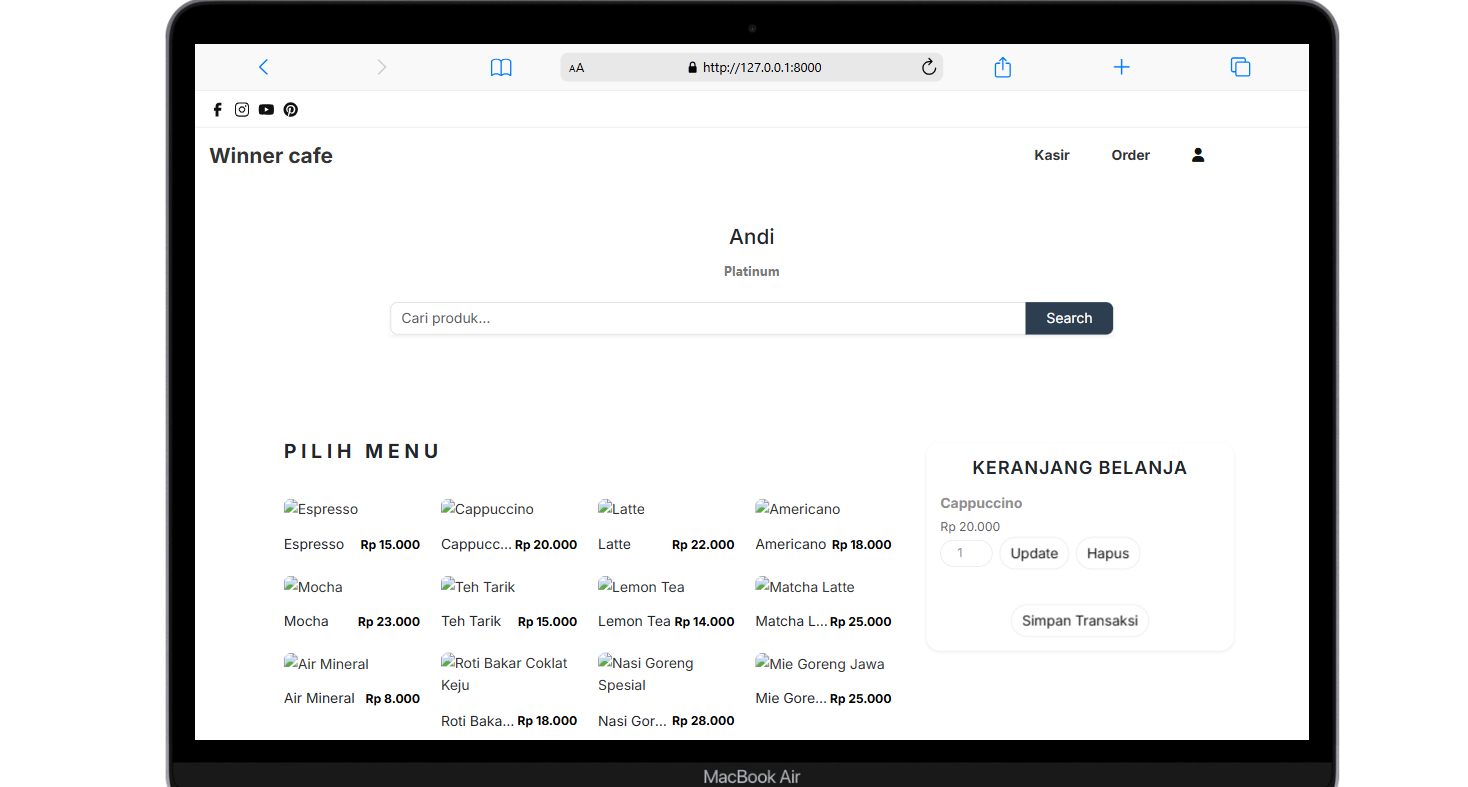 AA
http://127.0.0.1:8000
Winner cafe
Kasir
Order
Andi
Platinum
Cari produk...
Search
PILIH MENU
Espresso
Cappuccino
Latte
Americano
Espresso Rp 15.000
Cappucc... Rp 20.000
Latte Rp 22.000
Americano Rp 18.000
Mocha
Teh Tarik
Lemon Tea
Matcha Latte
Mocha Rp 23.000
Teh Tarik Rp 15.000
Lemon Tea Rp 14.000
Matcha L... Rp 25.000
Air Mineral
Roti Bakar Coklat
Keju
Nasi Goreng
Spesial
Mie Goreng Jawa
Air Mineral Rp 8.000
Roti Baka... Rp 18.000
Nasi Gor... Rp 28.000
Mie Gore... Rp 25.000
KERANJANG BELANJA
Cappuccino
Rp 20.000
1
Update
Hapus
Simpan Transaksi
MacBook Air